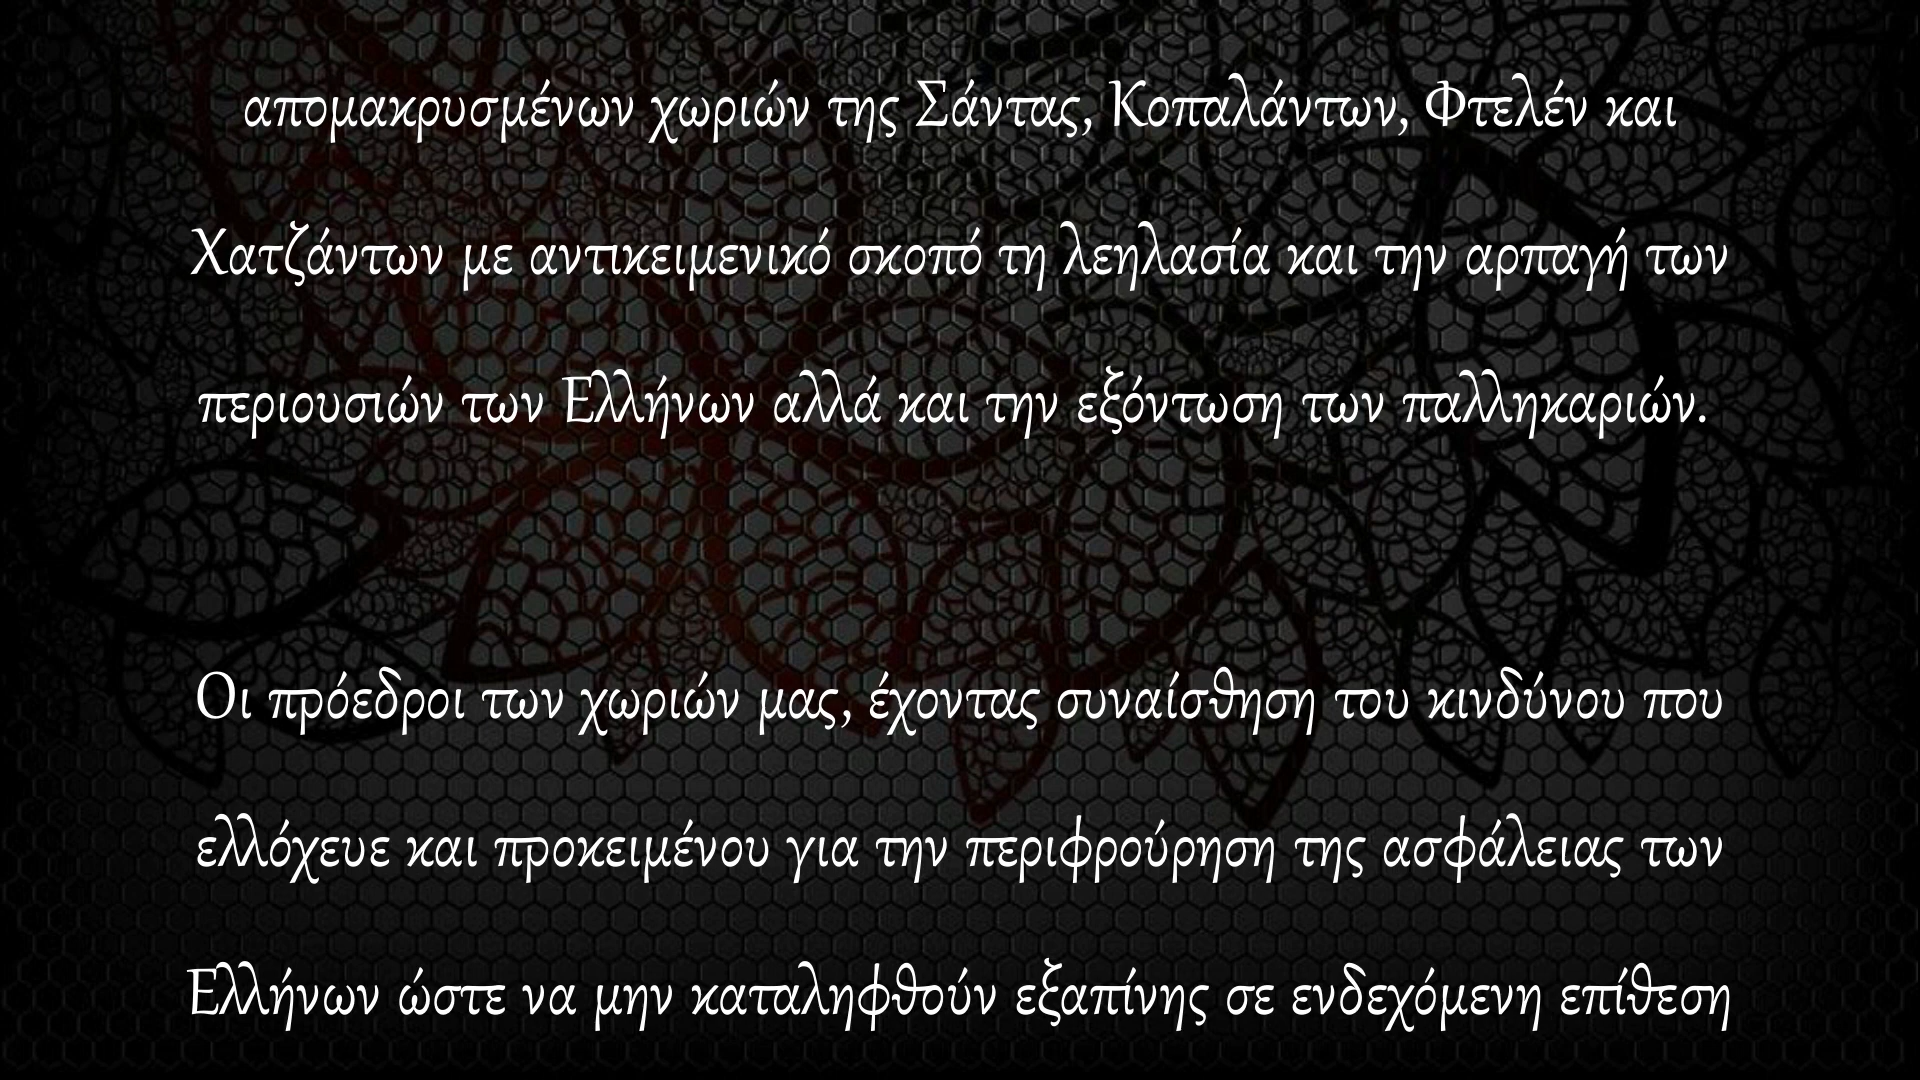 απομακρυσμένων χωριών της Σάντας, Κοπαλάντων, Φτελέν και
Χατζάντων με αντικειμενικό σκοπό τη λεηλασία και την αρπαγή των
περιουσιών των Ελλήνων αλλά και την εξόντωση των παλληκαριών.
Οι πρόεδροι των χωριών μας, έχοντας συναίσθηση του κινδύνου που
ελλόχευε και προκειμένου για την περιφρούρηση της ασφάλειας των
Ελλήνων ώστε να μην καταληφθούν εξαπίνης σε ενδεχόμενη επίθεση